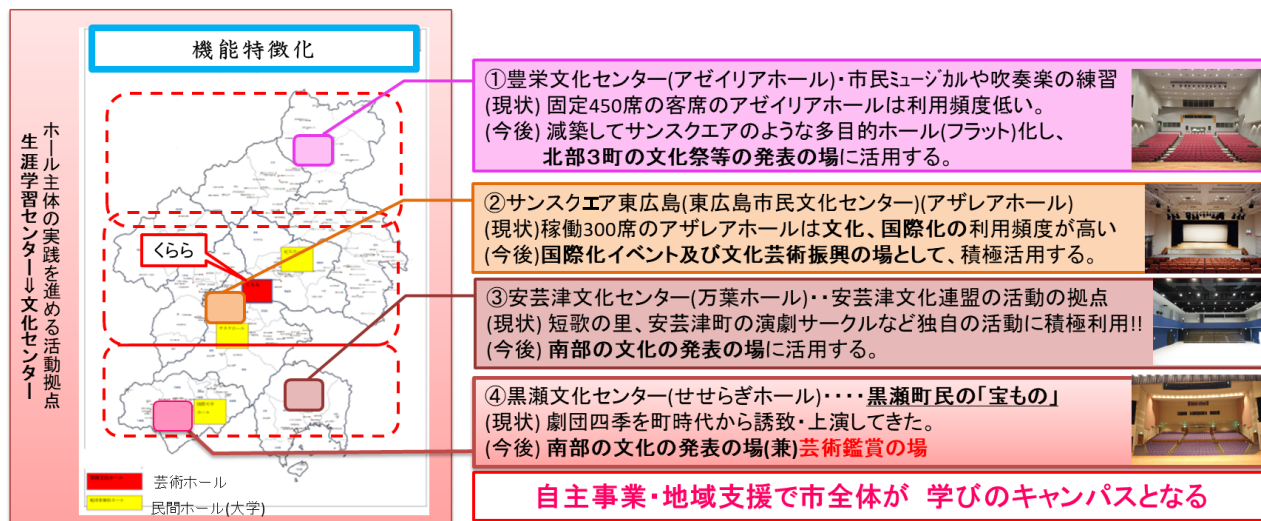 機能特徴化
ホール主体の実践を進める活動拠点
生涯学習センター⇒文化センター
くらら
芸術ホール
民間ホール(大学)
①豊栄文化センター(アゼイリアホール)・市民ミュージカルや吹奏楽の練習
(現状) 固定450席の客席のアゼイリアホールは利用頻度低い。
(今後) 減築してサンスクエアのような多目的ホール(フラット)化し、
北部3町の文化祭等の発表の場に活用する。
②サンスクエア東広島(東広島市民文化センター)(アザレアホール)
(現状)稼働300席のアザレアホールは文化、国際化の利用頻度が高い
(今後)国際化イベント及び文化芸術振興の場として、積極活用する。
③安芸津文化センター(万葉ホール)・・安芸津文化連盟の活動の拠点
(現状) 短歌の里、安芸津町の演劇サークルなど独自の活動に積極利用!!
(今後) 南部の文化の発表の場に活用する。
④黒瀬文化センター(せせらぎホール)・・・・黒瀬町民の「宝もの」
(現状) 劇団四季を町時代から誘致・上演してきた。
(今後) 南部の文化の発表の場(兼)芸術鑑賞の場
自主事業・地域支援で市全体が 学びのキャンパスとなる